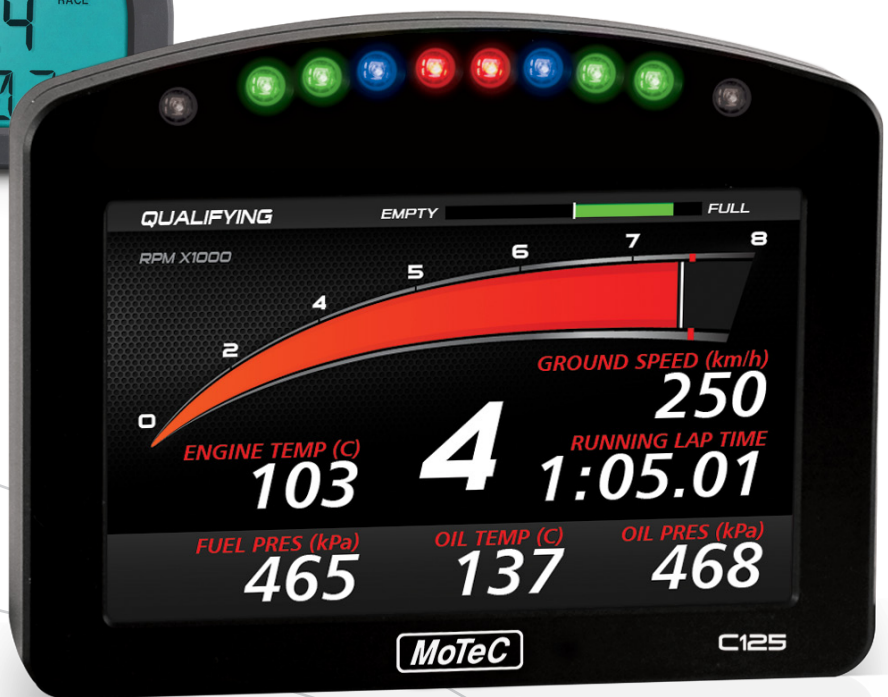 RACE
4
QUALIFYING
EMPTY FULL
RPM X1000
0 2 4 5 6 7 8
GROUND SPEED (km/h)
250
ENGINE TEMP (C)
103
4
RUNNING LAP TIME
1:05.01
FUEL PRES (kPa)
465
OIL TEMP (C)
137
OIL PRES (kPa)
468
MoTeC
C125